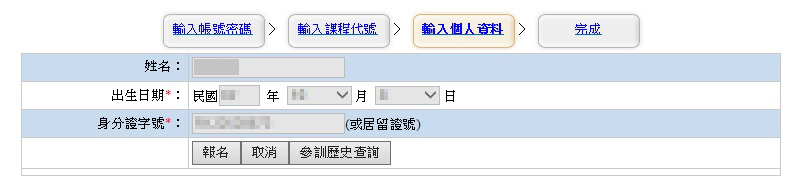 輸入帳號密碼 > 輸入課程代號 > 輸入個人資料 > 完成
姓名：
出生日期*： 民國 年 月 日
身分證字號*： (或居留證號)
報名 取消 參訓歷史查詢